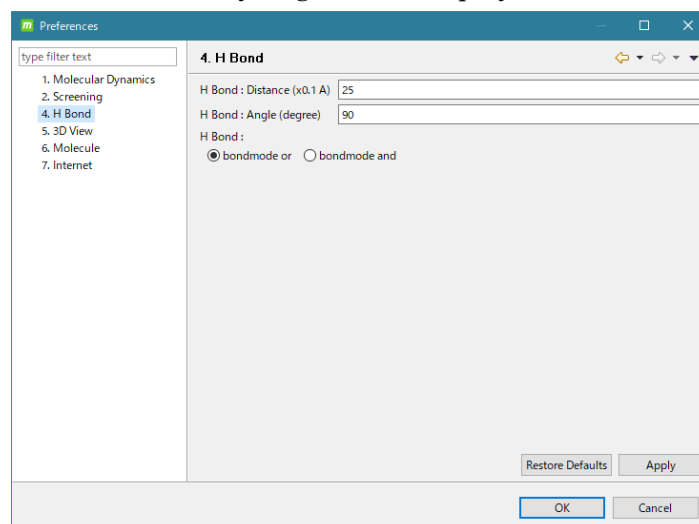 Preferences
type filter text
4. H Bond
1. Molecular Dynamics
2. Screening
4. H Bond
5. 3D View
6. Molecule
7. Internet
H Bond : Distance (x0.1 A) 25
H Bond : Angle (degree) 90
H Bond :
bondmode or bondmode and
Restore Defaults Apply
OK Cancel